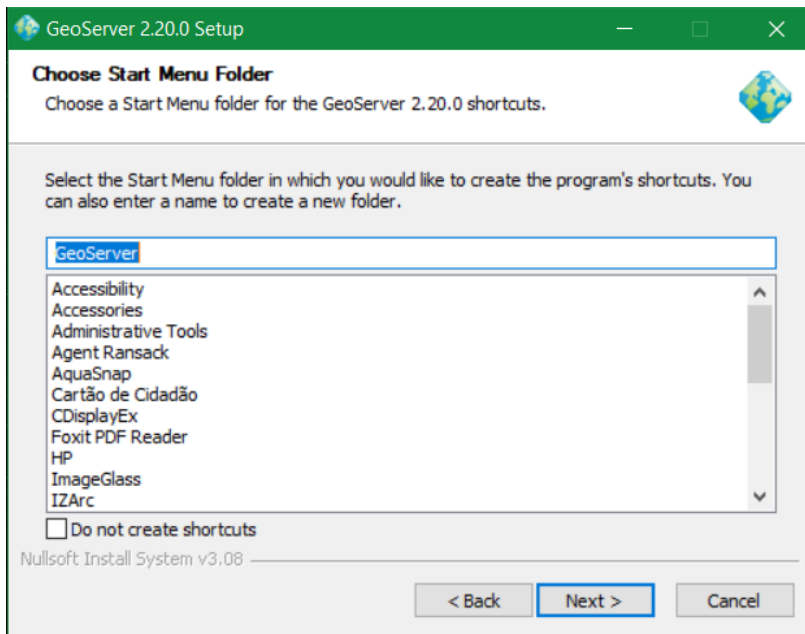 GeoServer 2.20.0 Setup
Choose Start Menu Folder
Choose a Start Menu folder for the GeoServer 2.20.0 shortcuts.
Select the Start Menu folder in which you would like to create the program's shortcuts. You
can also enter a name to create a new folder.
GeoServer
Accessibility
Accessories
Administrative Tools
Agent Ransack
AquaSnap
Cartão de Cidadão
CDisplayEx
Foxit PDF Reader
HP
ImageGlass
IZArc
Do not create shortcuts
Nullsoft Install System v3.08
< Back Next > Cancel